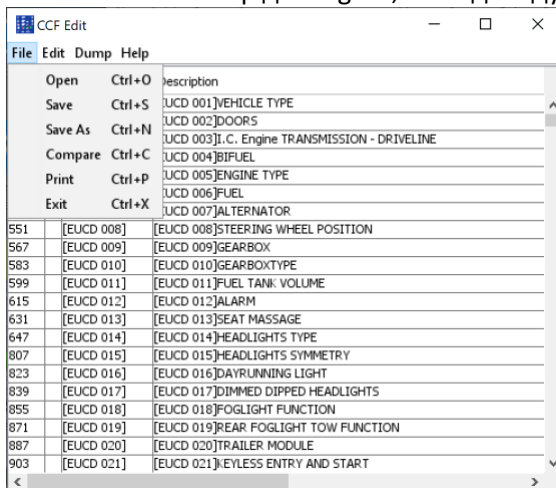 CCF Edit
File Edit Dump Help
Open Ctrl+O
Save Ctrl+S
Save As Ctrl+N
Compare Ctrl+C
Print Ctrl+P
Exit Ctrl+X
Description
EUCD 001]VEHICLE TYPE
EUCD 002]DOORS
EUCD 003]I.C. Engine TRANSMISSION - DRIVELINE
EUCD 004]BIFUEL
EUCD 005]ENGINE TYPE
EUCD 006]FUEL
EUCD 007]ALTERNATOR
551 [EUCD 008] [EUCD 008]STEERING WHEEL POSITION
567 [EUCD 009] [EUCD 009]GEARBOX
583 [EUCD 010] [EUCD 010]GEARBOXTYPE
599 [EUCD 011] [EUCD 011]FUEL TANK VOLUME
615 [EUCD 012] [EUCD 012]ALARM
631 [EUCD 013] [EUCD 013]SEAT MASSAGE
647 [EUCD 014] [EUCD 014]HEADLIGHTS TYPE
807 [EUCD 015] [EUCD 015]HEADLIGHTS SYMMETRY
823 [EUCD 016] [EUCD 016]DAYRUNNING LIGHT
839 [EUCD 017] [EUCD 017]DIMMED DIPPED HEADLIGHTS
855 [EUCD 018] [EUCD 018]FOGLIGHT FUNCTION
871 [EUCD 019] [EUCD 019]REAR FOGLIGHT TOW FUNCTION
887 [EUCD 020] [EUCD 020]TRAILER MODULE
903 [EUCD 021] [EUCD 021]KEYLESS ENTRY AND START